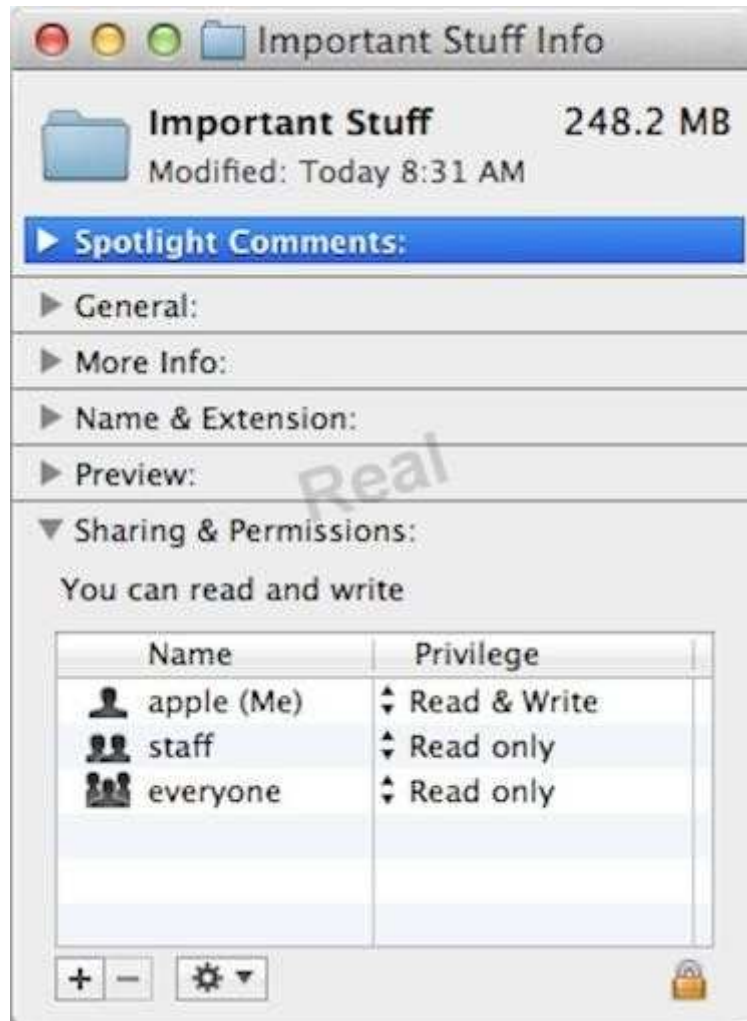 Important Stuff Info
Important Stuff 248.2 MB
Modified: Today 8:31 AM
Spotlight Comments:
General:
More Info:
Name & Extension:
Preview:
Real
Sharing & Permissions:
You can read and write
Name Privilege
apple (Me) Read & Write
staff Read only
everyone Read only